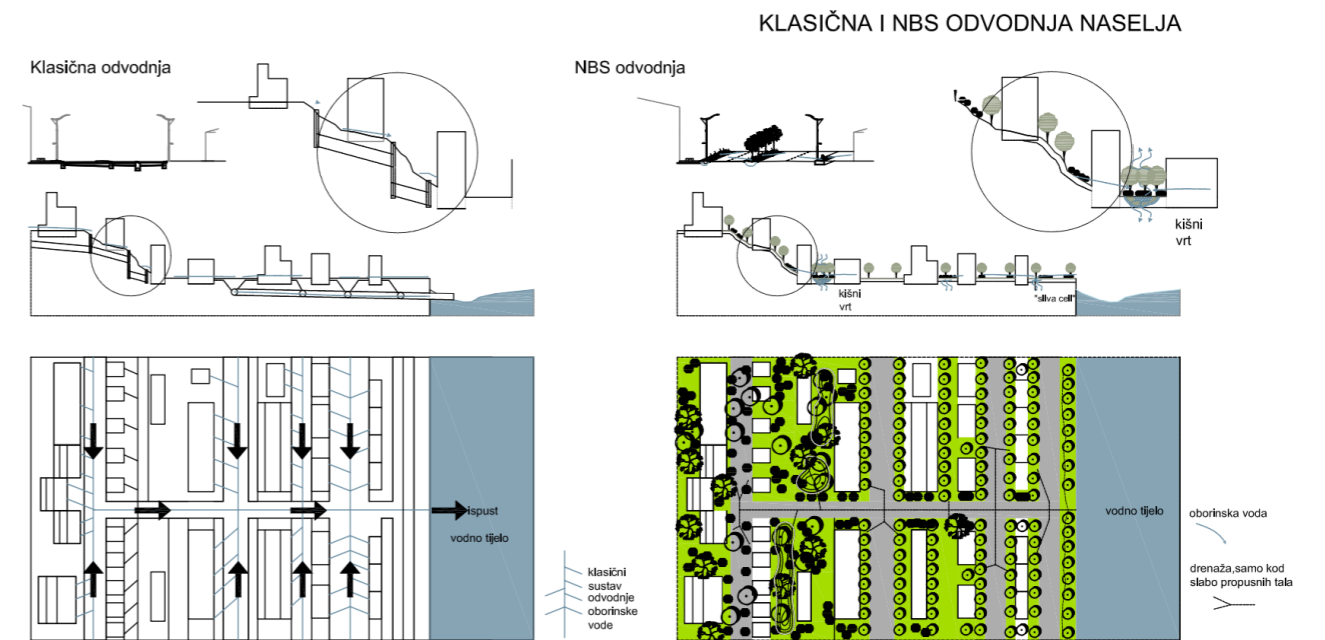 KLASIČNA I NBS ODVODNJA NASELJA
Klasična odvodnja
NBS odvodnja
kišni
vrt
kišni
vrt
"sliva cell"
ispust
vodno tijelo
klasični
sustav
odvodnje
oborinske
vode
vodno tijelo
oborinska voda
drenaža,samo kod
slabo propusnih tala